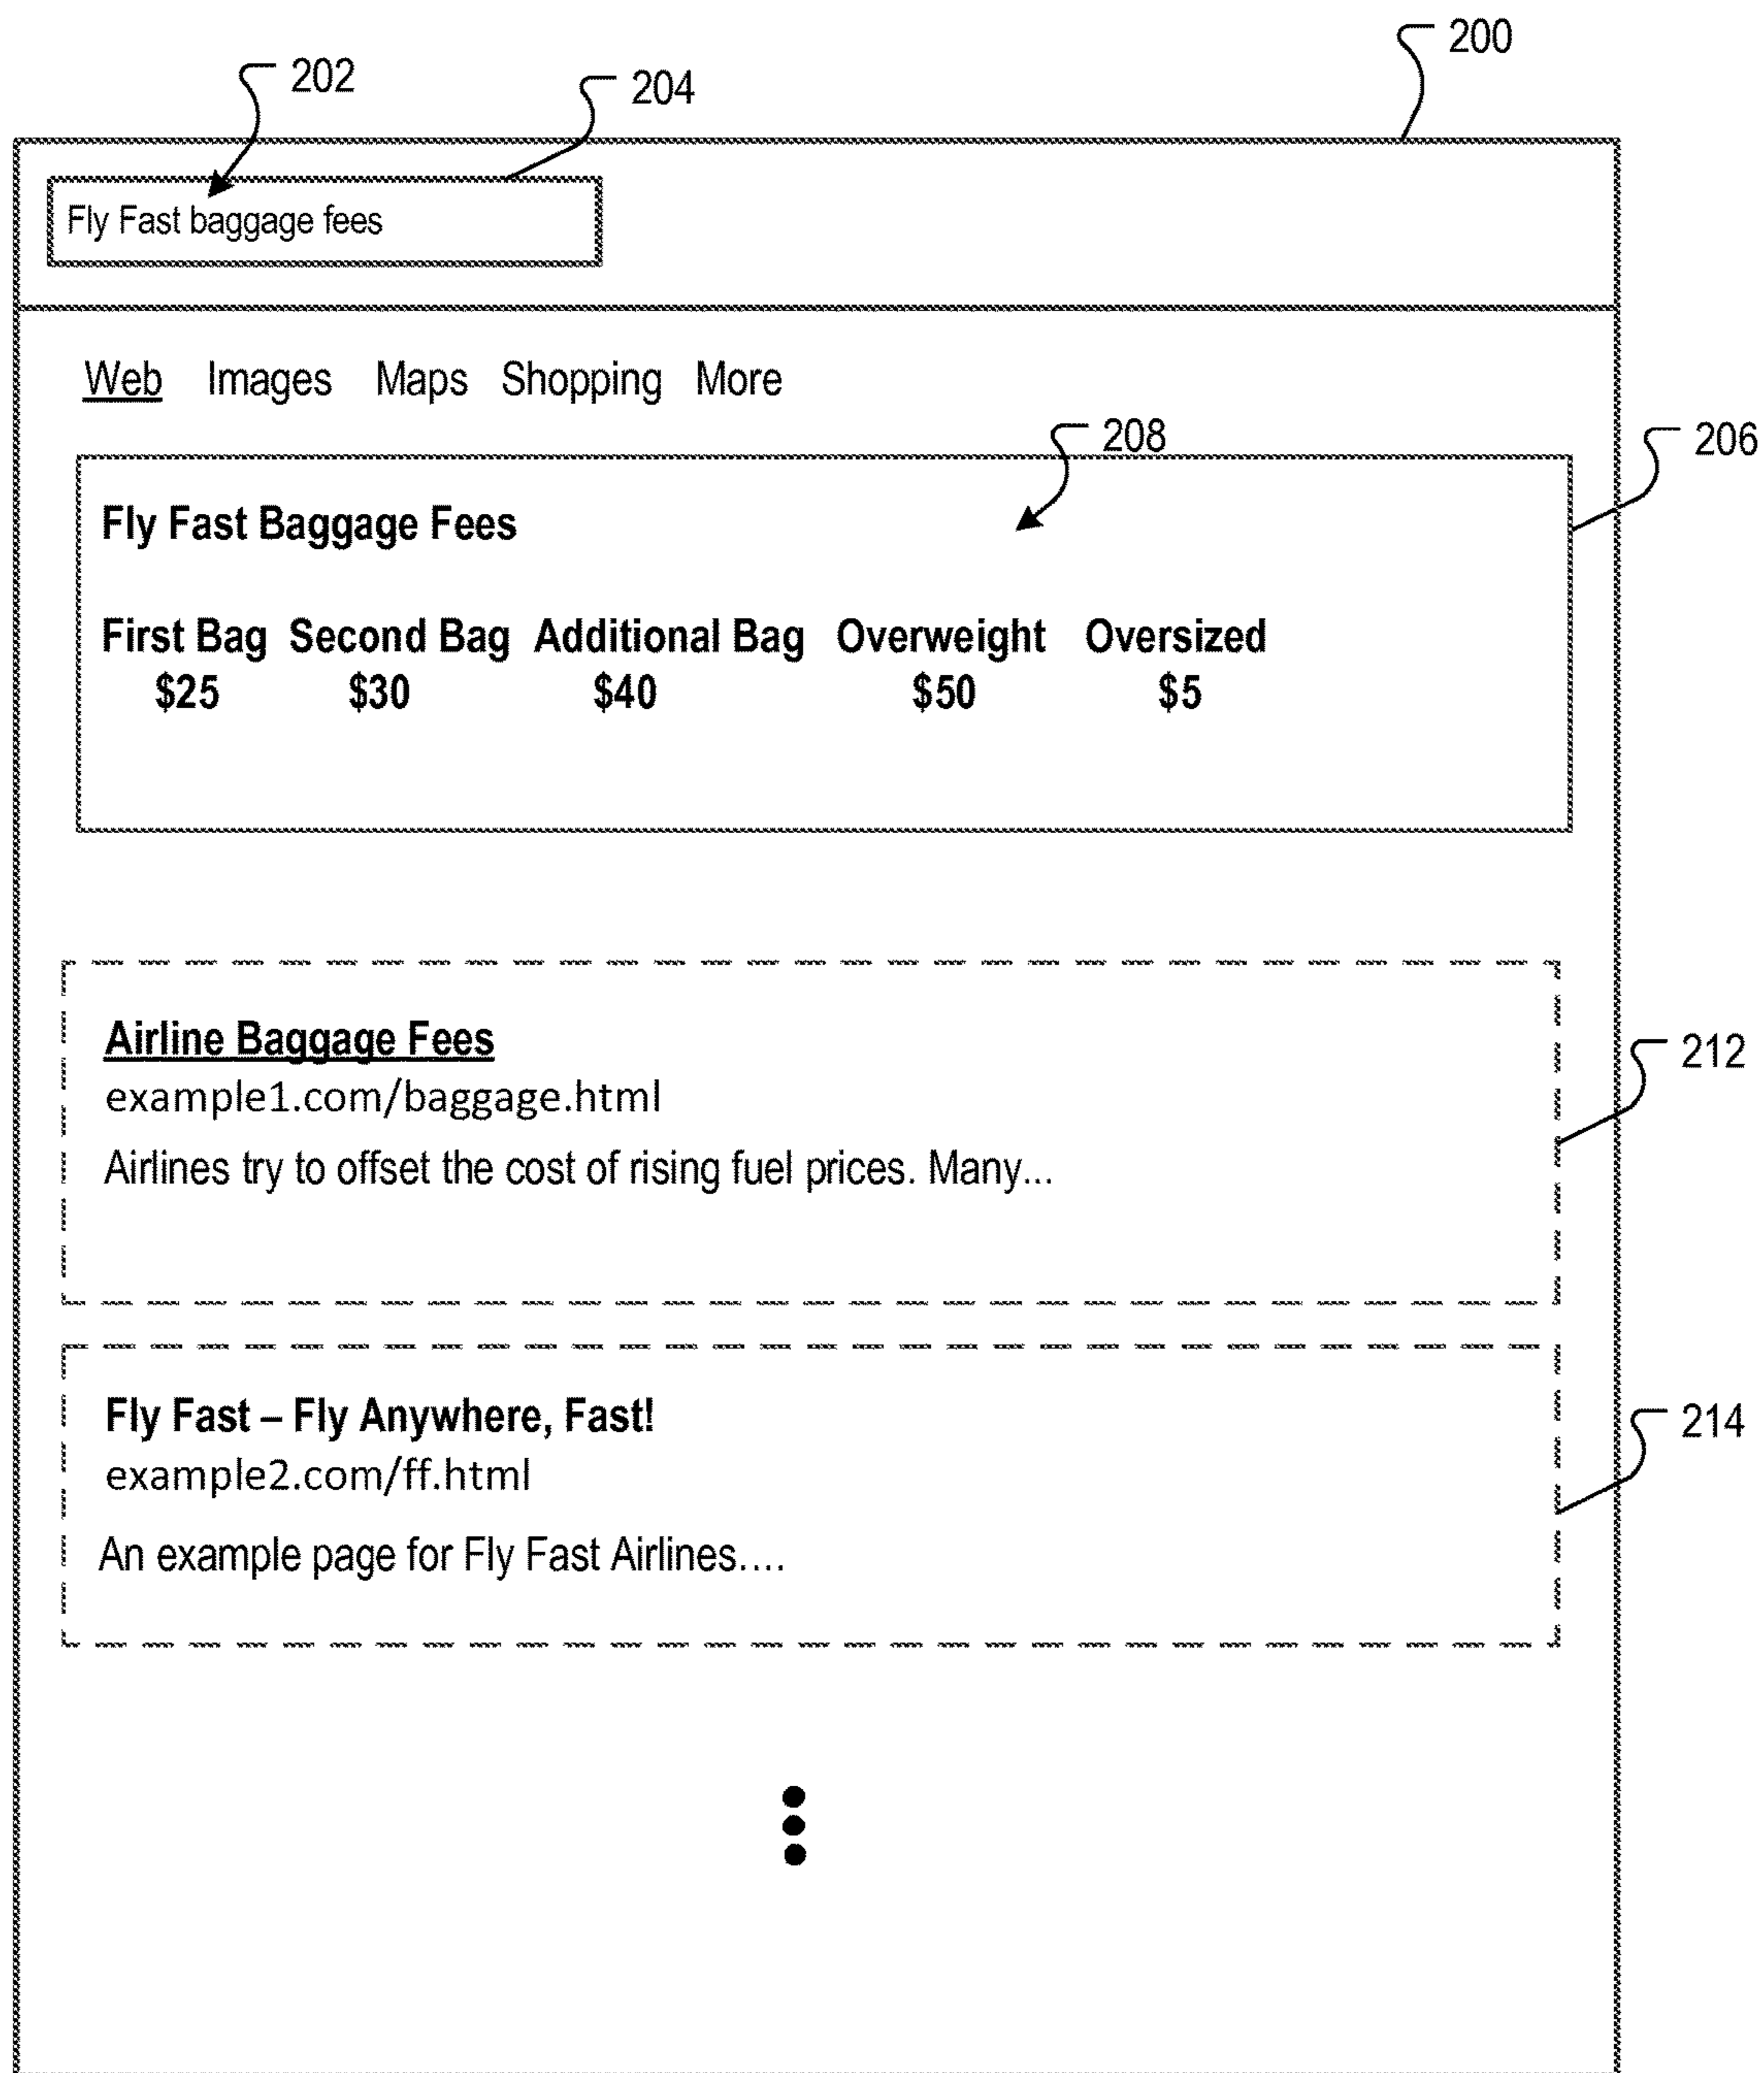 200
202
204
Fly Fast baggage fees
Web Images Maps Shopping More
208
206
Fly Fast Baggage Fees
First Bag Second Bag Additional Bag Overweight Oversized
$25 $30 $40 $50 $5
Airline Baggage Fees
212
example1.com/baggage.html
Airlines try to offset the cost of rising fuel prices. Many...
Fly Fast – Fly Anywhere, Fast!
214
example2.com/ff.html
An example page for Fly Fast Airlines....